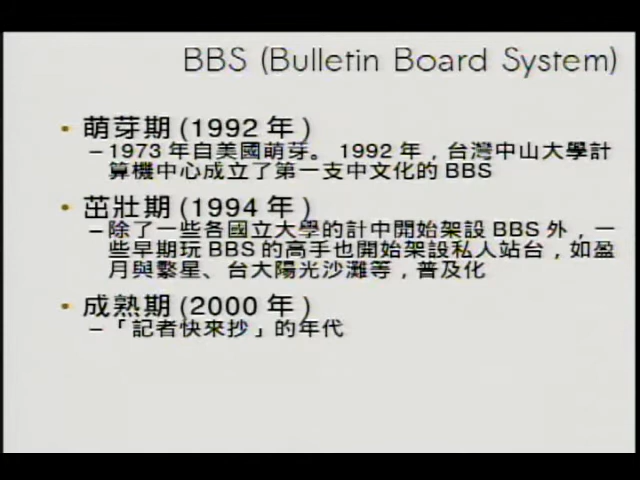 BBS (Bulletin Board System)
• 萌芽期 (1992 年 )
–1973 年自美國萌芽。 1992 年，台灣中山大學計
算機中心成立了第一支中文化的 BBS
• 茁壯期 (1994 年 )
–除了一些各國立大學的計中開始架設 BBS 外，一
些早期玩 BBS 的高手也開始架設私人站台，如盈
月與繫星、台大陽光沙灘等，普及化
• 成熟期 (2000 年 )
–「記者快來抄」的年代